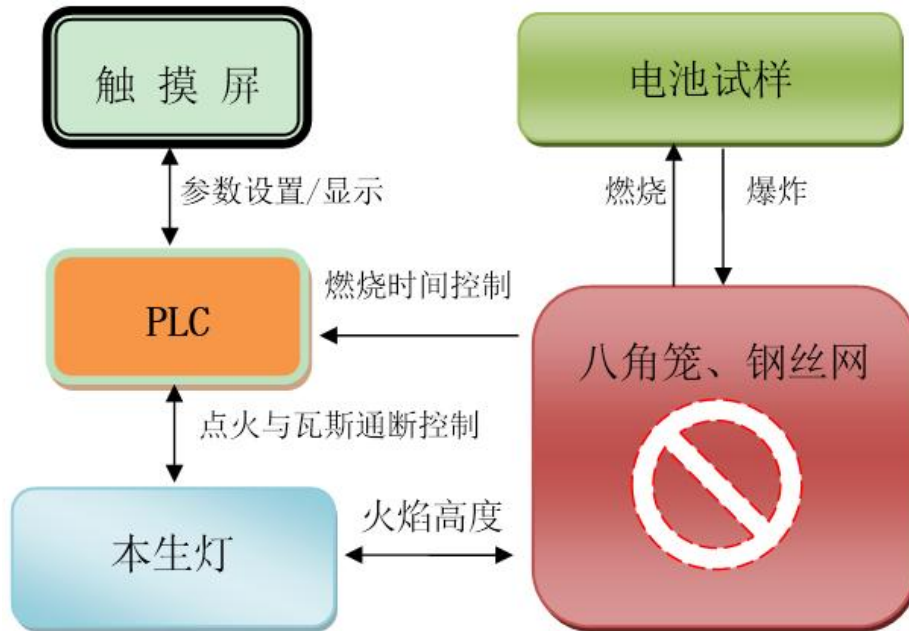 触 摸 屏
电池试样
参数设置/显示
燃烧
爆炸
PLC
燃烧时间控制
八角笼、钢丝网
点火与瓦斯通断控制
本生灯
火焰高度